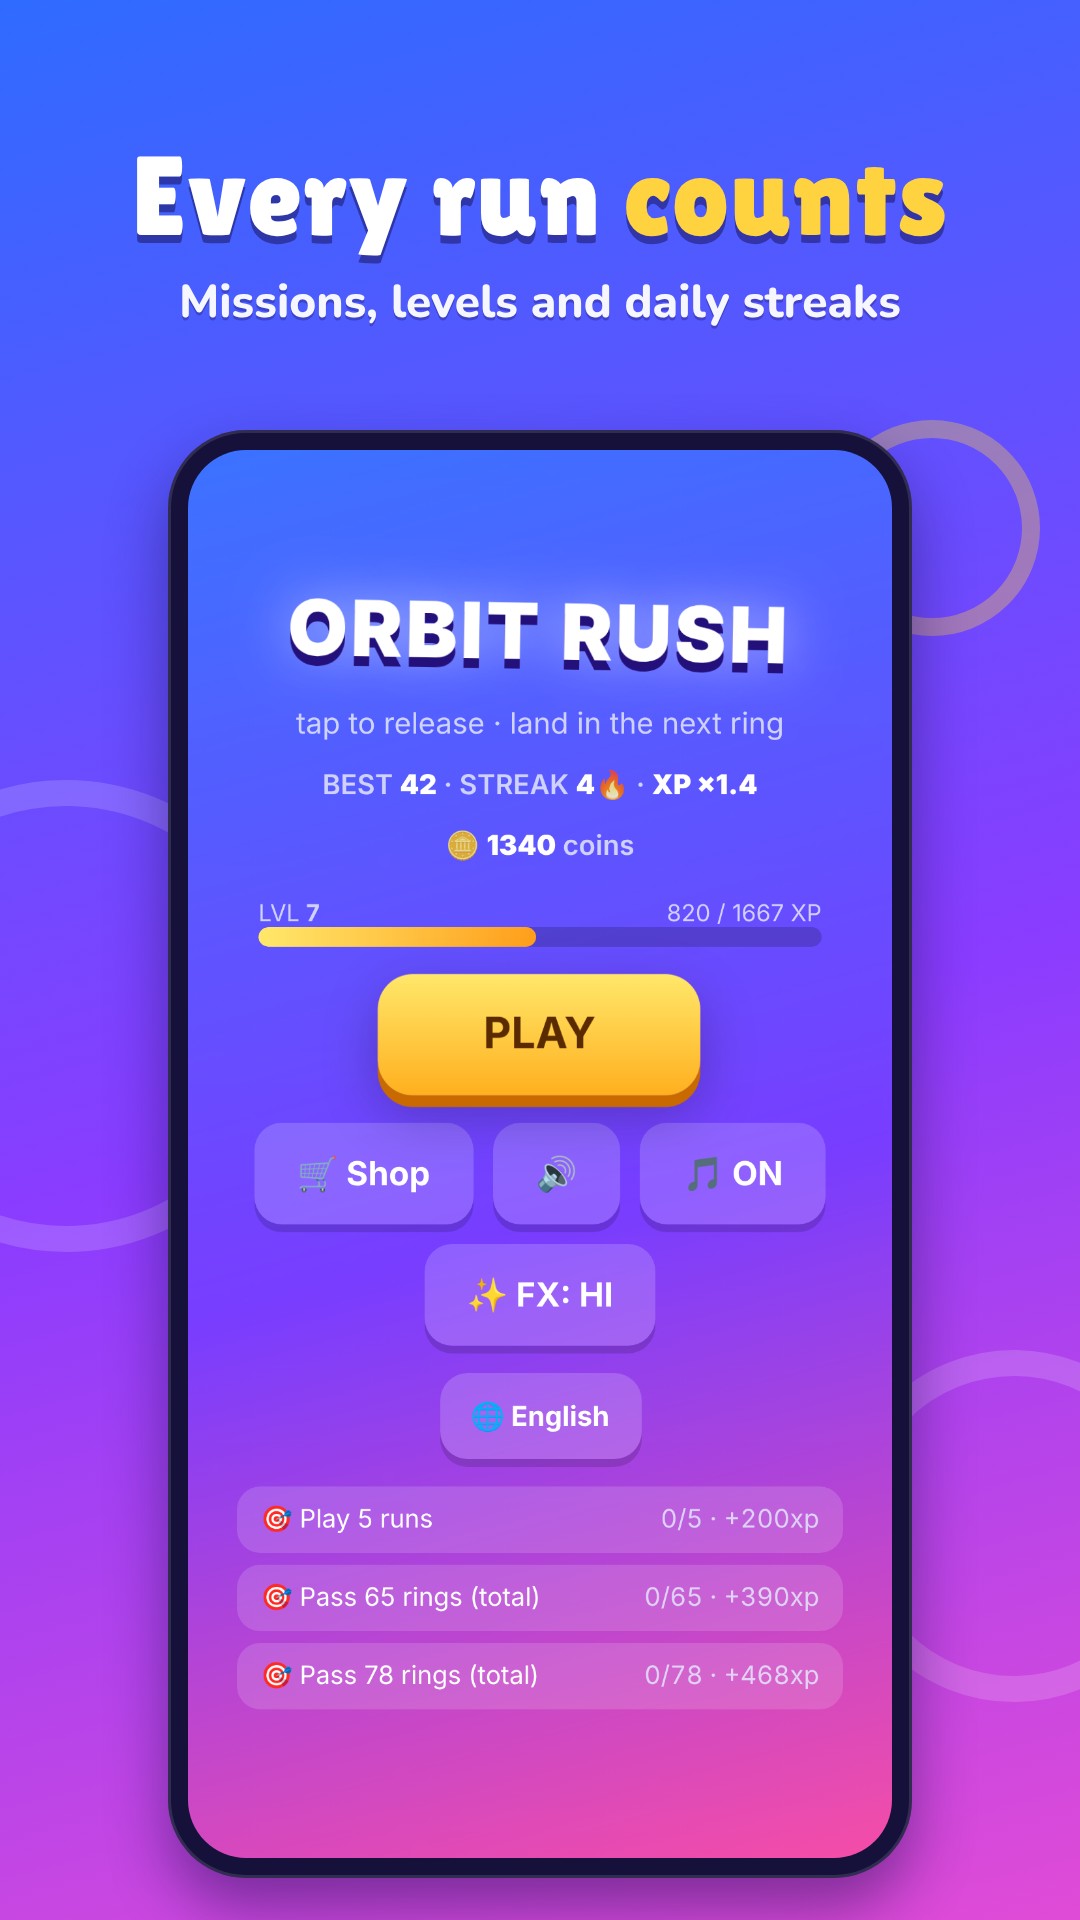 Every run counts
Missions, levels and daily streaks
ORBIT RUSH
tap to release · land in the next ring
BEST 42 · STREAK 4🔥 · XP ×1.4
🪙 1340 coins
LVL 7 820 / 1667 XP
PLAY
🛒 Shop 🔊 🎵 ON
✨ FX: HI
🌐 English
🎯 Play 5 runs 0/5 · +200xp
🎯 Pass 65 rings (total) 0/65 · +390xp
🎯 Pass 78 rings (total) 0/78 · +468xp